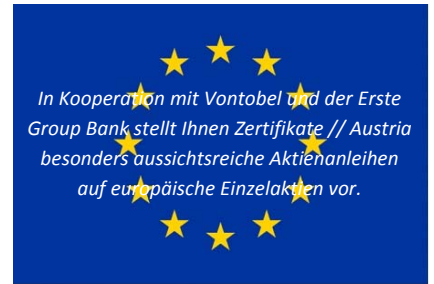 In Kooperation mit Vontobel und der Erste
Group Bank stellt Ihnen Zertifikate // Austria
besonders aussichtsreiche Aktienanleihen
auf europäische Einzelaktien vor.